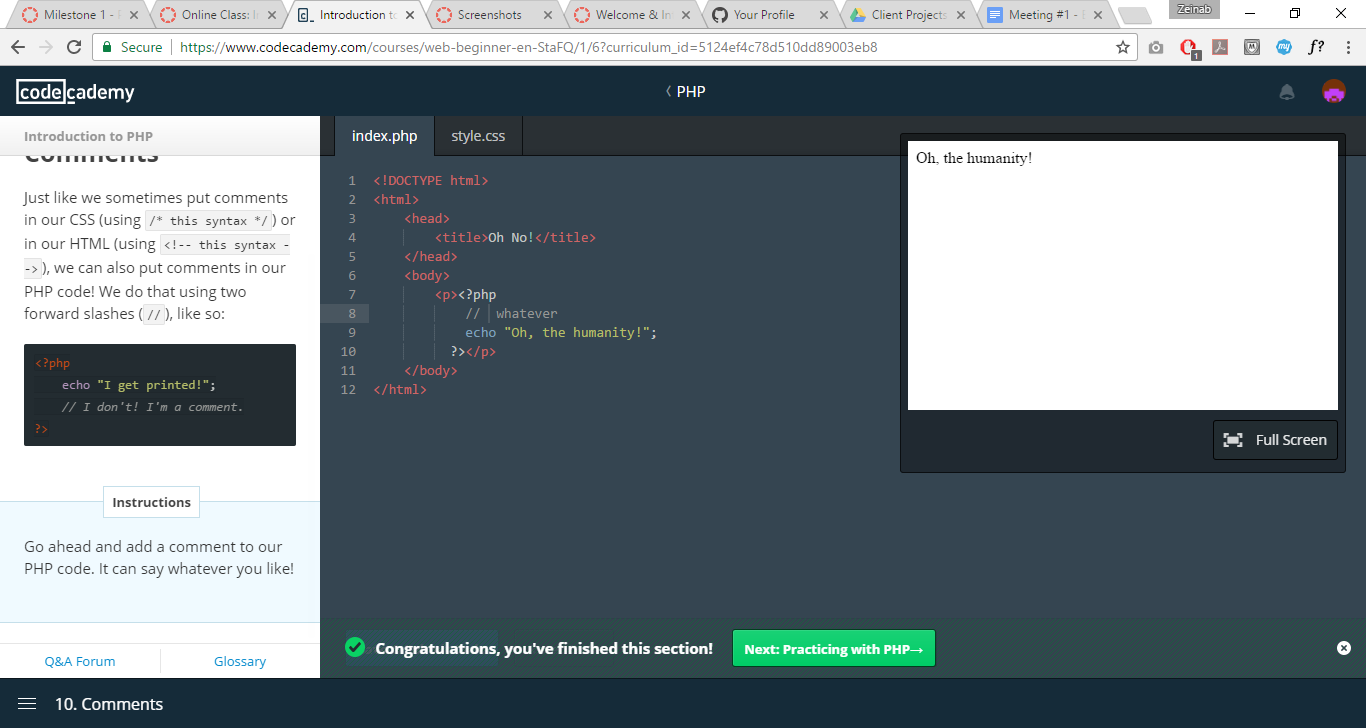 Milestone 1 -
Online Class:
Introduction to
Screenshots
Welcome & In
Your Profile
Client Projects
Meeting #1 -
Zeinab
Secure
https://www.codecademy.com/courses/web-beginner-en-StaFQ/1/6?curriculum_id=5124ef4c78d510dd89003eb8
1
my
f?
codecademy
〈 PHP
Introduction to PHP
index.php
style.css
Comments
Just like we sometimes put comments
in our CSS (using /* this syntax */) or
in our HTML (using <!-- this syntax -
->), we can also put comments in our
PHP code! We do that using two
forward slashes (//), like so:
<?php
echo "I get printed!";
// I don't! I'm a comment.
?>
Instructions
Go ahead and add a comment to our
PHP code. It can say whatever you like!
Q&A Forum
Glossary
1 <!DOCTYPE html>
2 <html>
3 <head>
4 <title>Oh No!</title>
5 </head>
6 <body>
7 <p><?php
8 // whatever
9 echo "Oh, the humanity!";
10 ?></p>
11 </body>
12 </html>
Oh, the humanity!
Full Screen
Congratulations, you've finished this section!
Next: Practicing with PHP→
10. Comments